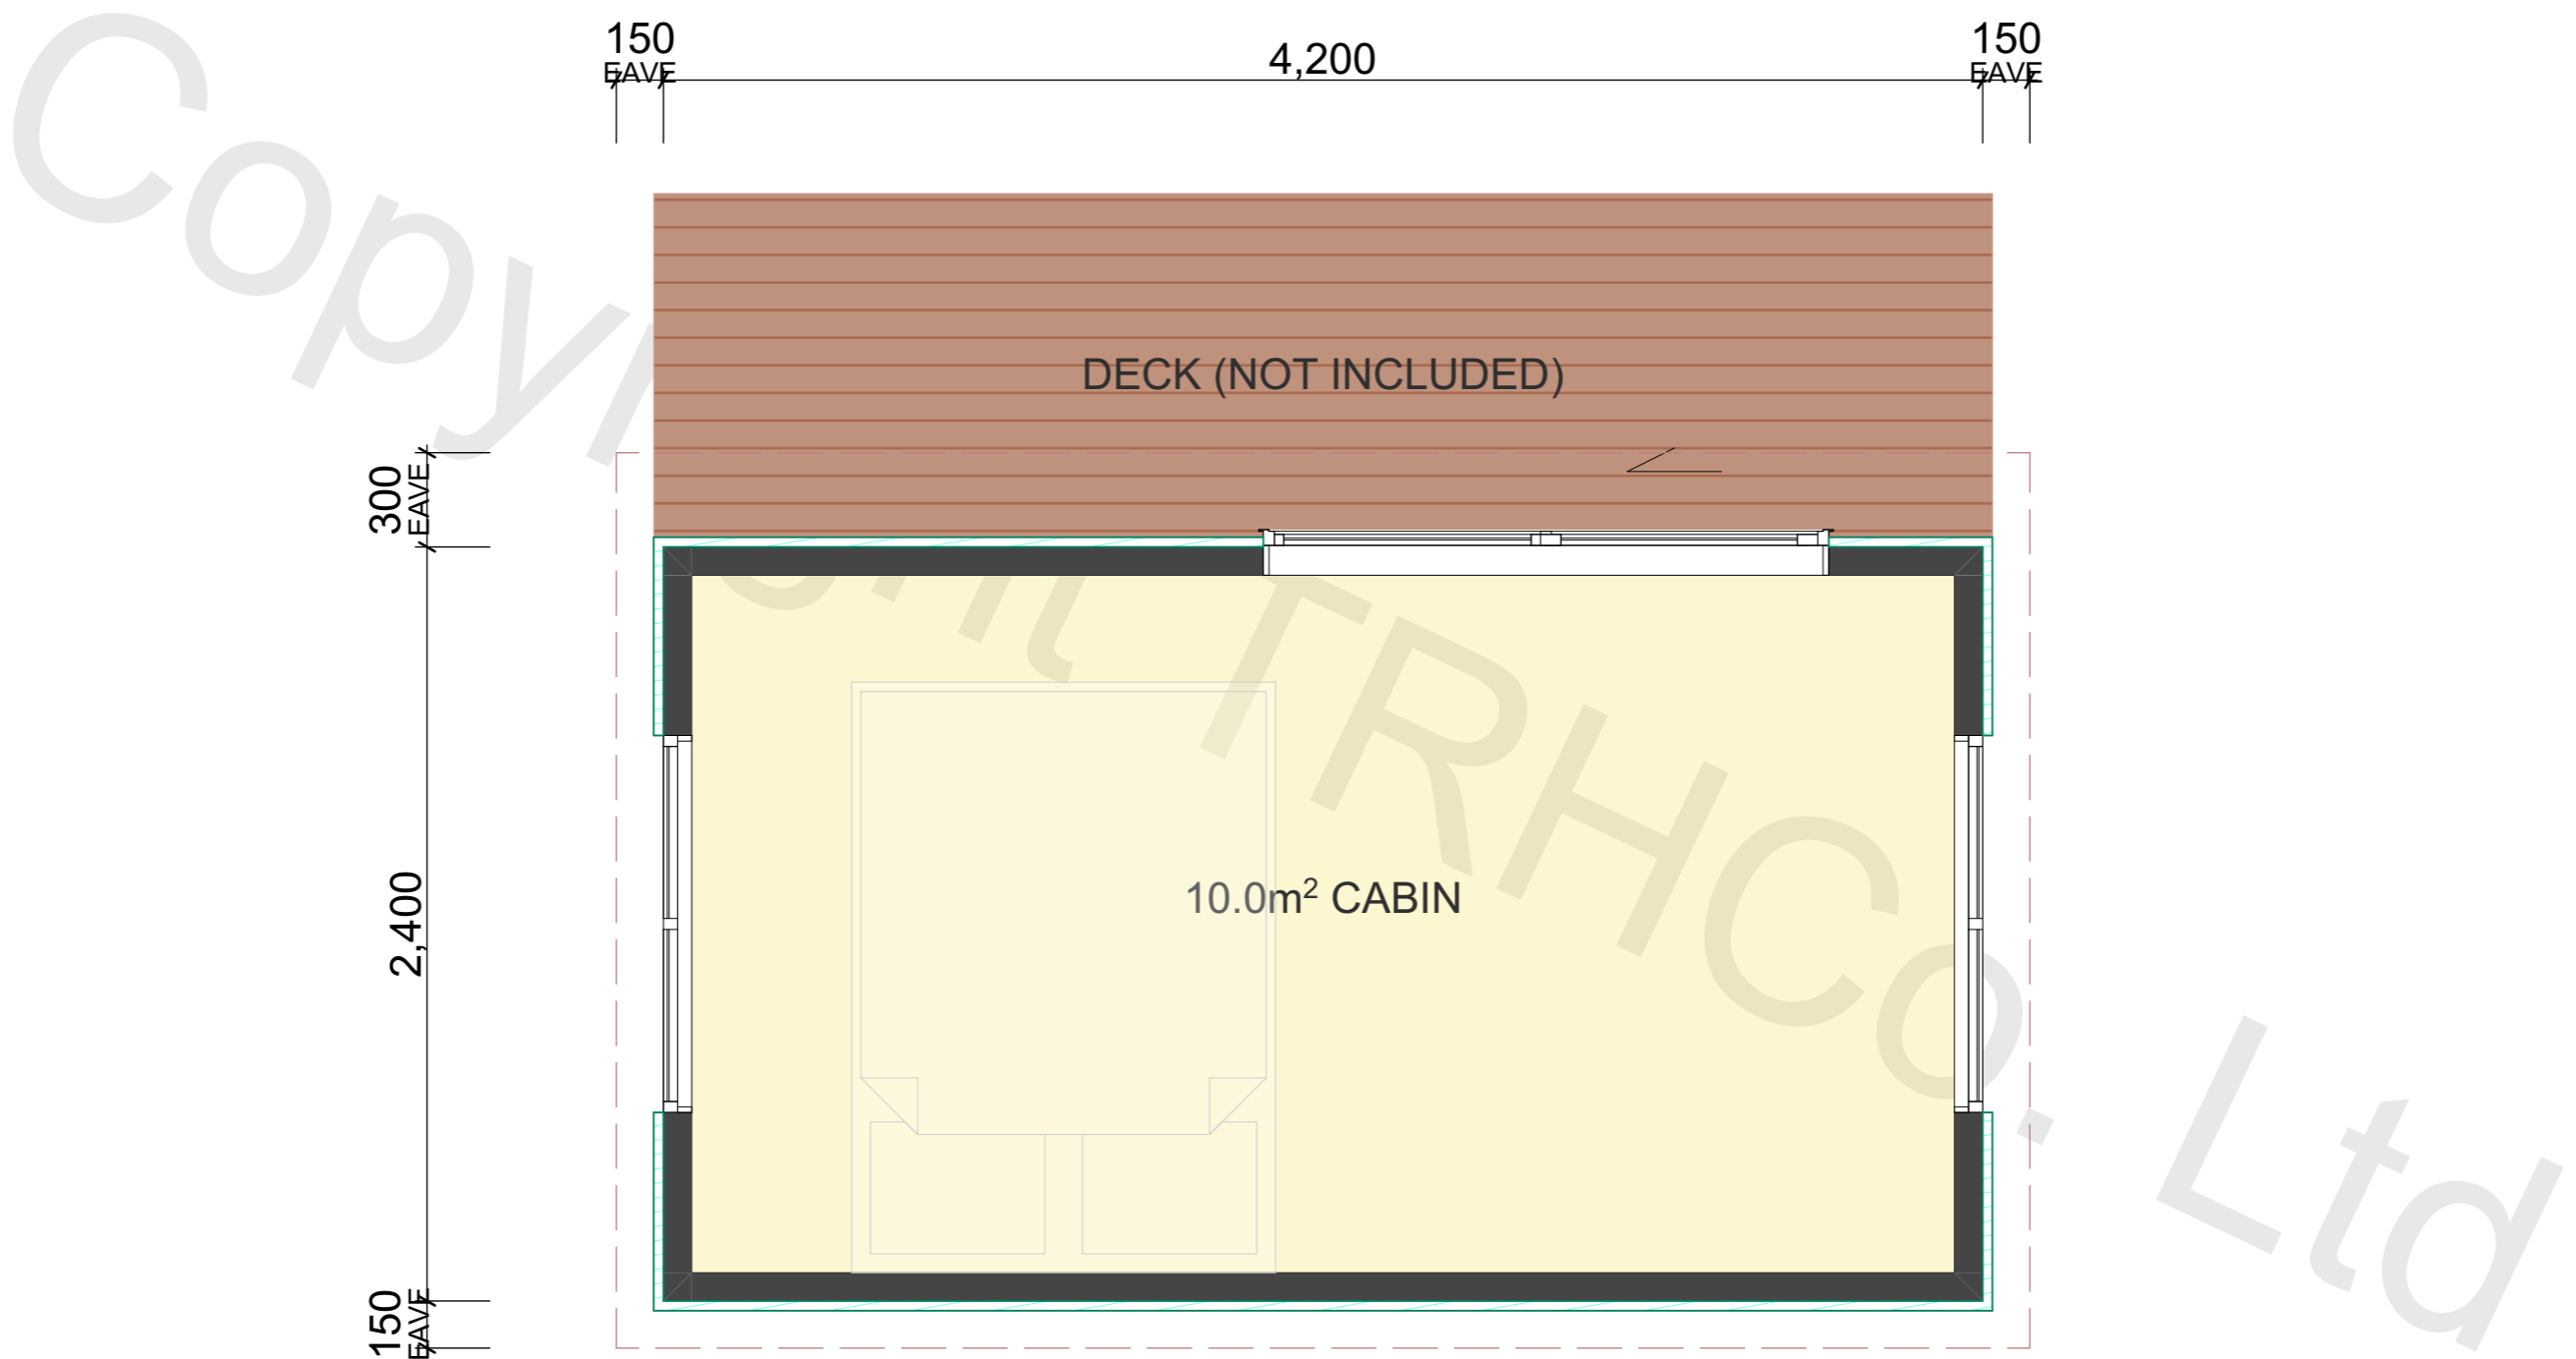 150
EAVE
4,200
150
EAVE
DECK (NOT INCLUDED)
300
EAVE
2,400
10.0m² CABIN
150
EAVE
Copyright TRHCo. Ltd